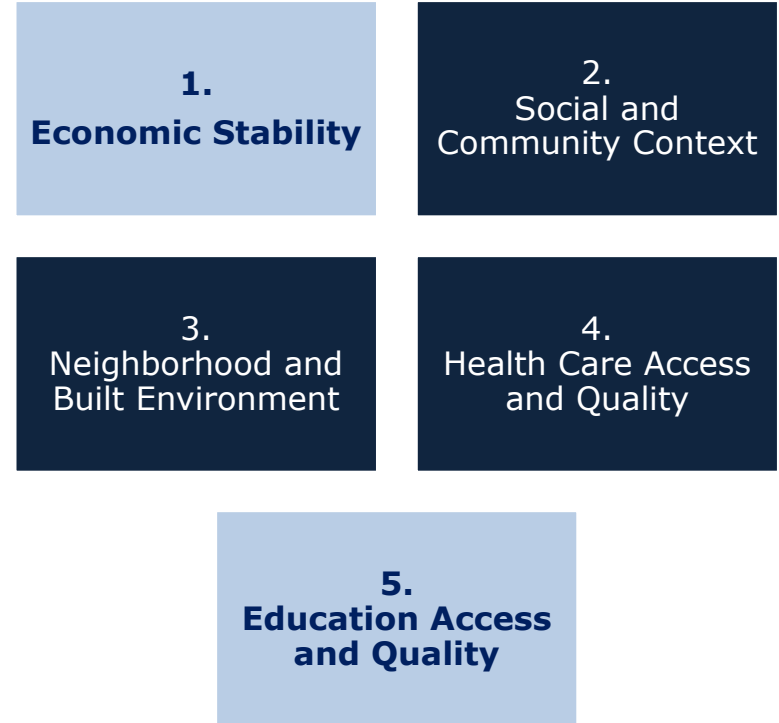 1.
Economic Stability
2.
Social and
Community Context
3.
Neighborhood and
Built Environment
4.
Health Care Access
and Quality
5.
Education Access
and Quality